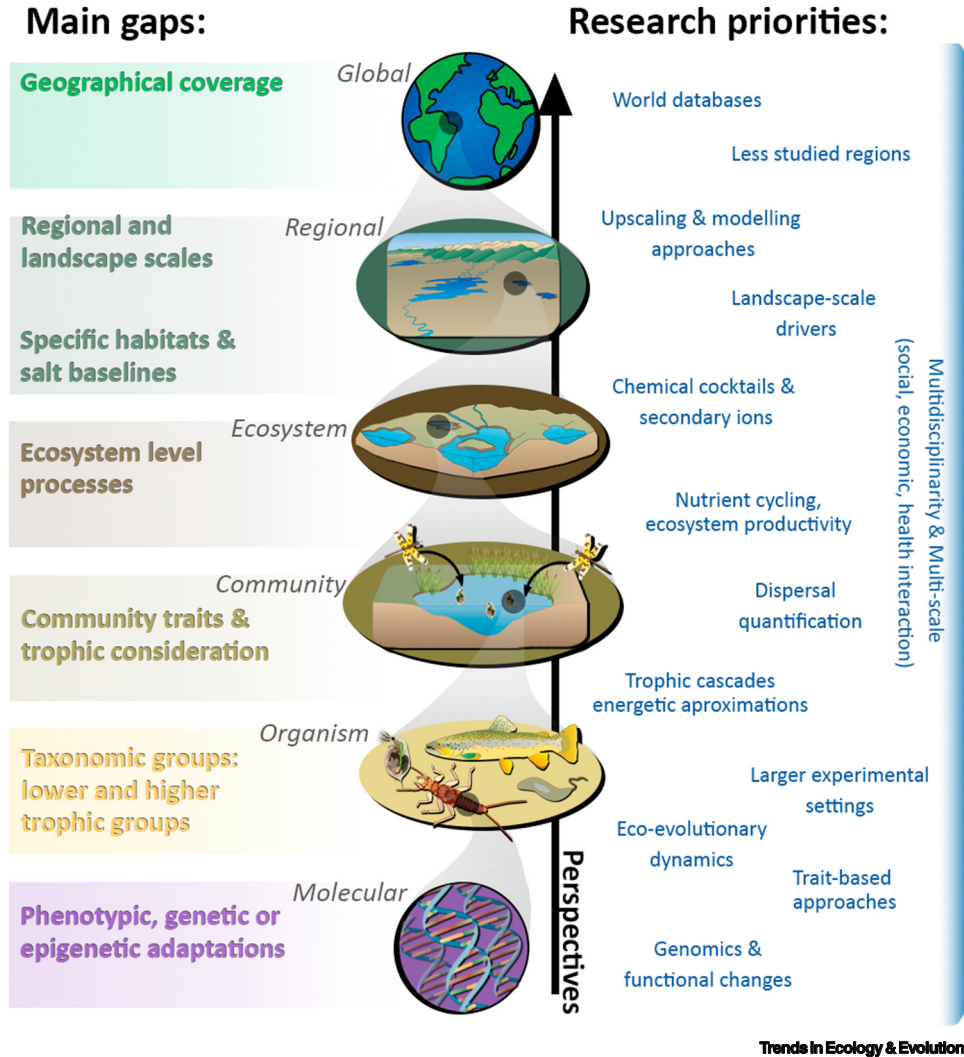 Main gaps:
Research priorities:
Geographical coverage
Global
World databases
Less studied regions
Regional and
landscape scales
Regional
Upscaling & modelling
approaches
Landscape-scale
drivers
Specific habitats &
salt baselines
Chemical cocktails &
secondary ions
Ecosystem
Ecosystem level
processes
Nutrient cycling,
ecosystem productivity
Community
Community traits &
trophic consideration
Dispersal
quantification
Trophic cascades
energetic aproximations
Organism
Taxonomic groups:
lower and higher
trophic groups
Larger experimental
settings
Eco-evolutionary
dynamics
Trait-based
approaches
Molecular
Phenotypic, genetic or
epigenetic adaptations
Genomics &
functional changes
Perspectives
Multidisciplinarity & Multi-scale
(social, economic, health interaction)
Trends in Ecology & Evolution